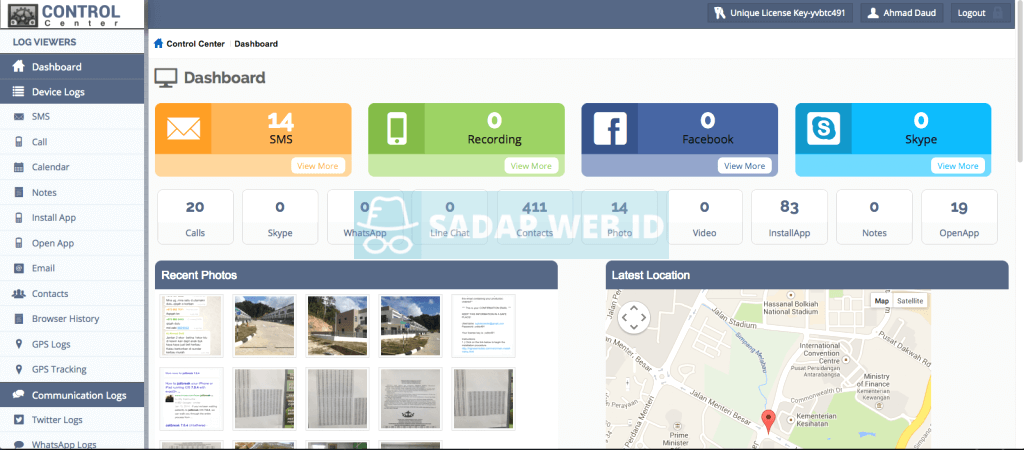 CONTROL
Center
Unique License Key-yvbtc491
Ahmad Daud
Logout
LOG VIEWERS
Dashboard
Device Logs
SMS
Call
Calendar
Notes
Install App
Open App
Email
Contacts
Browser History
GPS Logs
GPS Tracking
Communication Logs
Twitter Logs
WhatsApp Logs
Control Center
Dashboard
Dashboard
14
SMS
View More
0
Recording
View More
0
Facebook
View More
0
Skype
View More
20
Calls
0
Skype
0
WhatsApp
0
Line Chat
411
Contacts
14
Photo
0
Video
83
InstallApp
0
Notes
19
OpenApp
SADAP WEB.ID
Recent Photos
Latest Location
Map
Satellite
Hassanal Bolkiah
National Stadium
Jalan Stadium
Jalan Menteri Besar
Simpang Merabau
International
Convention
Centre
Pusat Persidangan
Antarabangsa
Pusat Dakwah Rd
Ministry
of Finance
Kementerian
Kewangan
Commonwealth Dr
Jalan Menteri Besar
Kementerian
Kesihatan
Perdana Menteri
Prime
Minister